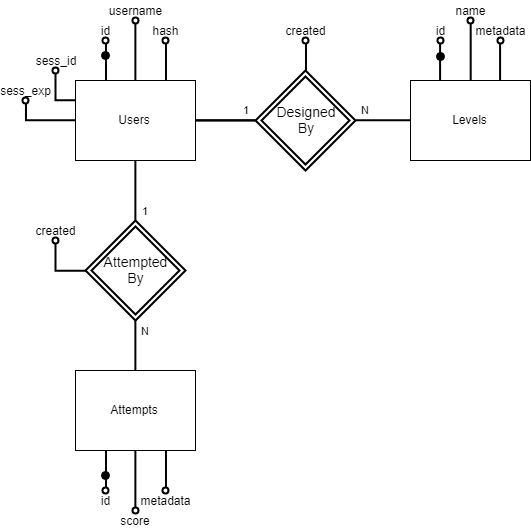 username
id
hash
sess_id
sess_exp
Users
1
created
Designed
By
N
name
id
metadata
Levels
1
created
Attempted
By
N
Attempts
id
metadata
score